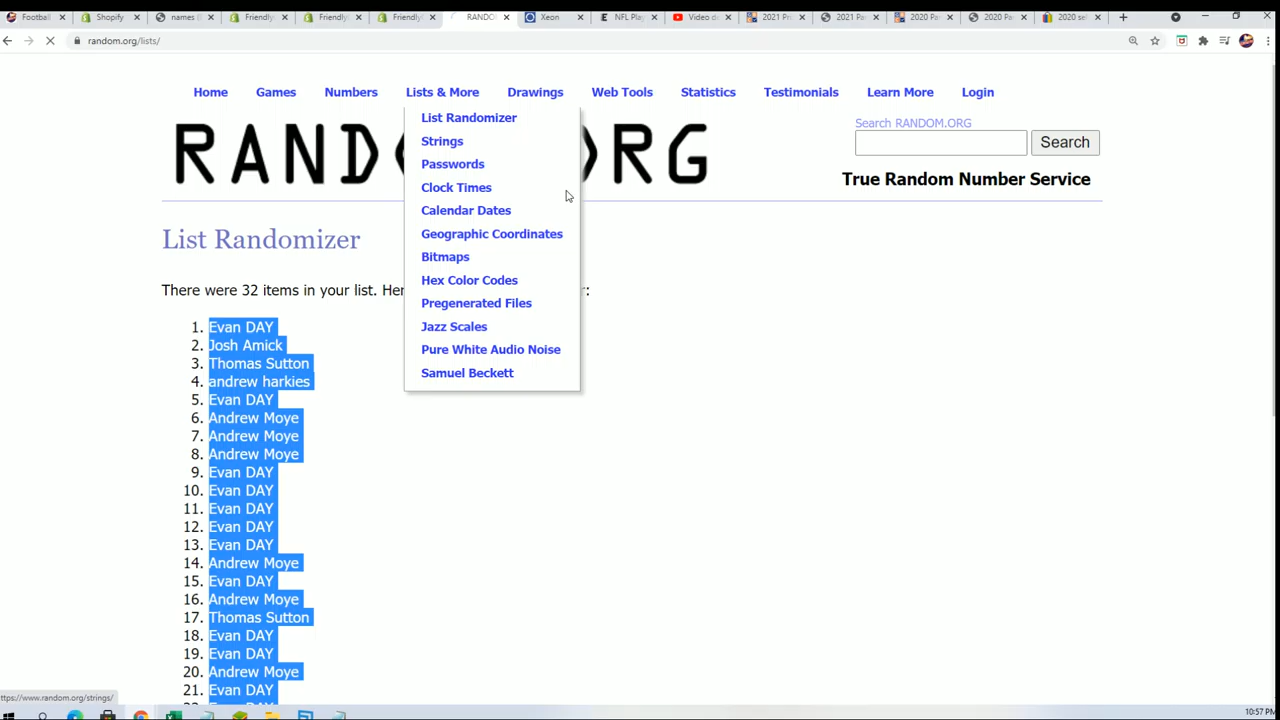 Football
Shopify
names (
Friendly
Friendly
Friendly
RANDO
Xeon
NFL Play
Video d
2021 Pri
2021 Pa
2020 Pa
2020 Pa
2020 se
random.org/lists/
Home Games Numbers Lists & More Drawings Web Tools Statistics Testimonials Learn More Login
List Randomizer
Strings
Passwords
Clock Times
Calendar Dates
Geographic Coordinates
Bitmaps
Hex Color Codes
Pregenerated Files
Jazz Scales
Pure White Audio Noise
Samuel Beckett
RAND ORG
Search RANDOM.ORG
Search
True Random Number Service
List Randomizer
There were 32 items in your list. Her :
1. Evan DAY
2. Josh Amick
3. Thomas Sutton
4. andrew harkies
5. Evan DAY
6. Andrew Moye
7. Andrew Moye
8. Andrew Moye
9. Evan DAY
10. Evan DAY
11. Evan DAY
12. Evan DAY
13. Evan DAY
14. Andrew Moye
15. Evan DAY
16. Andrew Moye
17. Thomas Sutton
18. Evan DAY
19. Evan DAY
20. Andrew Moye
21. Evan DAY
ttps://www.random.org/strings/
10:57 PM